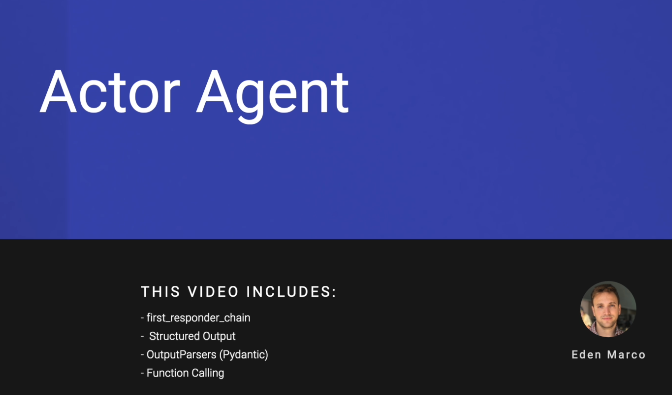 Actor Agent
THIS VIDEO INCLUDES:
- first_responder_chain
- Structured Output
- OutputParsers (Pydantic)
- Function Calling
Eden Marco